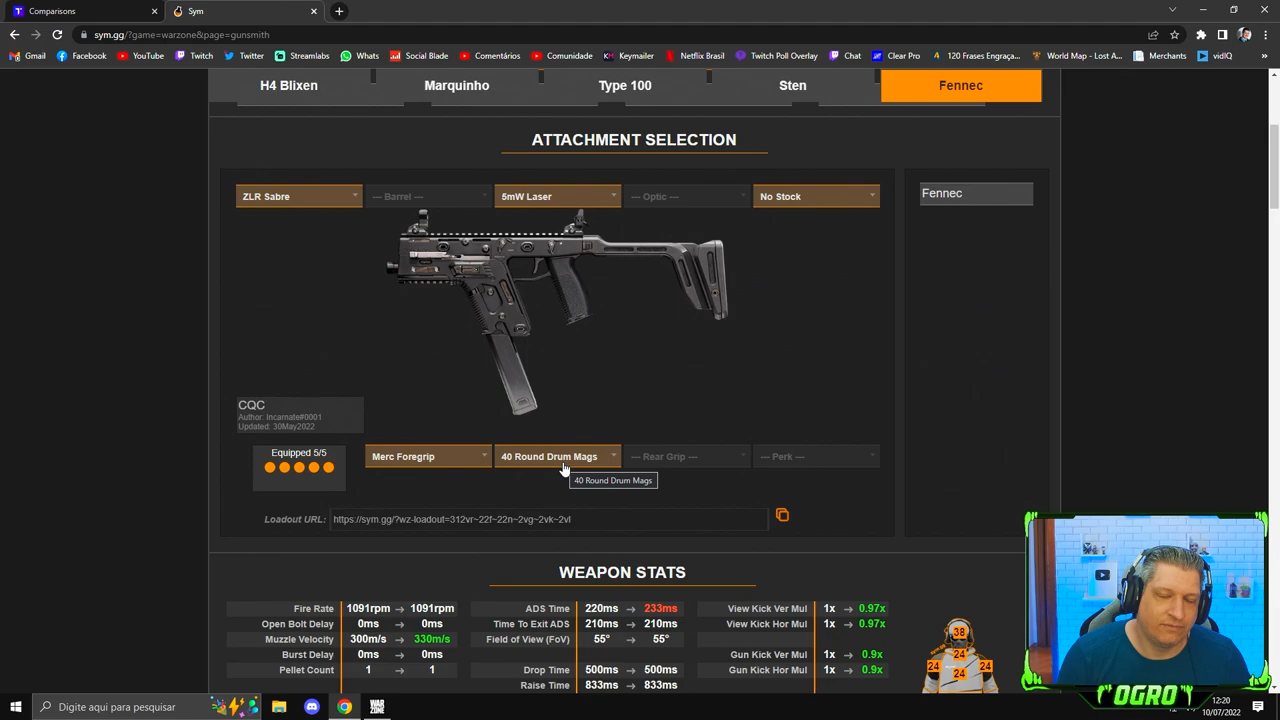 Comparisons
Sym
sym.gg/?game=warzone&page=gunsmith
Gmail
Facebook
YouTube
Twitch
Twitter
Streamlabs
Whats
Social Blade
Comentários
Comunidade
Keymailer
Netflix Brasil
Twitch Poll Overlay
Chat
Clear Pro
120 Frases Engraça...
World Map - Lost A...
Merchants
vidIQ
H4 Blixen
Marquinho
Type 100
Sten
Fennec
ATTACHMENT SELECTION
ZLR Sabre
--- Barrel ---
5mW Laser
--- Optic ---
No Stock
Fennec
CQC
Author: Incarnate#0001
Updated: 30May2022
Equipped 5/5
Merc Foregrip
40 Round Drum Mags
--- Rear Grip ---
--- Perk ---
40 Round Drum Mags
Loadout URL: https://sym.gg/?wz-loadout=312vr~22f~22n~2vg~2vk~2vl
WEAPON STATS
Fire Rate 1091rpm → 1091rpm
Open Bolt Delay 0ms → 0ms
Muzzle Velocity 300m/s → 330m/s
Burst Delay 0ms → 0ms
Pellet Count 1 → 1
ADS Time 220ms → 233ms
Time To Exit ADS 210ms → 210ms
Field of View (FoV) 55° → 55°
Drop Time 500ms → 500ms
Raise Time 833ms → 833ms
View Kick Ver Mul 1x → 0.97x
View Kick Hor Mul 1x → 0.97x
Gun Kick Ver Mul 1x → 0.9x
Gun Kick Hor Mul 1x → 0.9x
38
24
24 24
24
OGRO
Digite aqui para pesquisar
12:20
10/07/2022